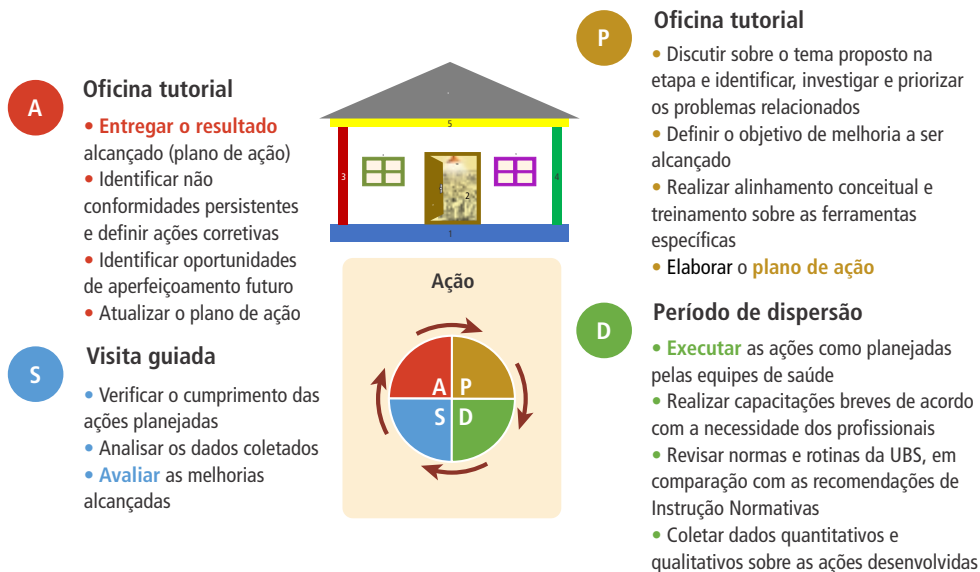 A
Oficina tutorial
• Entregar o resultado
alcançado (plano de ação)
• Identificar não
conformidades persistentes
e definir ações corretivas
• Identificar oportunidades
de aperfeiçoamento futuro
• Atualizar o plano de ação
S
Visita guiada
• Verificar o cumprimento das
ações planejadas
• Analisar os dados coletados
• Avaliar as melhorias
alcançadas
5
3
4
2
1
Ação
A P
S D
P
Oficina tutorial
• Discutir sobre o tema proposto na
etapa e identificar, investigar e priorizar
os problemas relacionados
• Definir o objetivo de melhoria a ser
alcançado
• Realizar alinhamento conceitual e
treinamento sobre as ferramentas
específicas
• Elaborar o plano de ação
D
Período de dispersão
• Executar as ações como planejadas
pelas equipes de saúde
• Realizar capacitações breves de acordo
com a necessidade dos profissionais
• Revisar normas e rotinas da UBS, em
comparação com as recomendações de
Instrução Normativas
• Coletar dados quantitativos e
qualitativos sobre as ações desenvolvidas